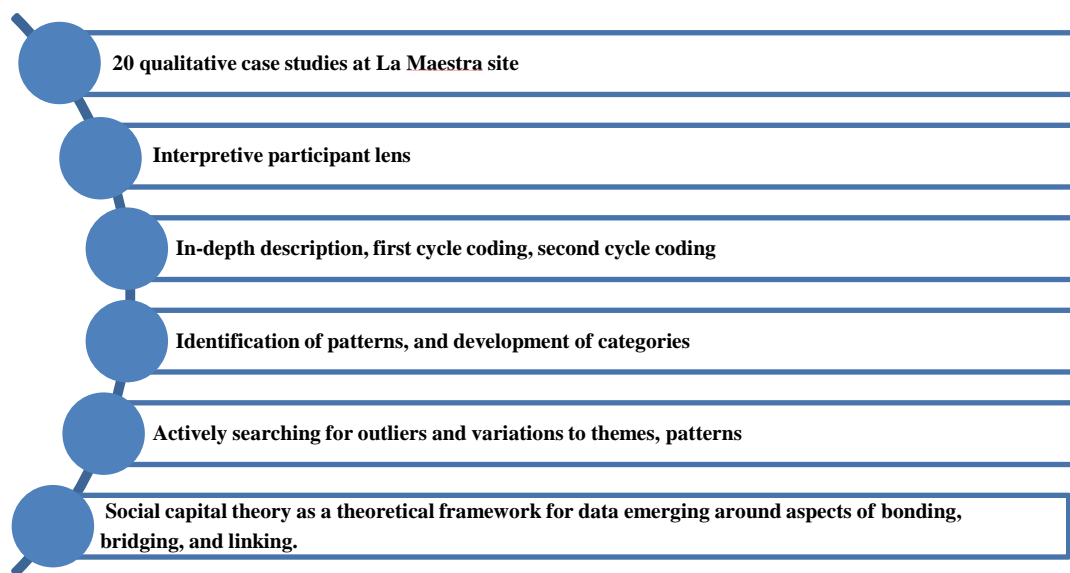 20 qualitative case studies at La Maestra site
Interpretive participant lens
In-depth description, first cycle coding, second cycle coding
Identification of patterns, and development of categories
Actively searching for outliers and variations to themes, patterns
Social capital theory as a theoretical framework for data emerging around aspects of bonding,
bridging, and linking.